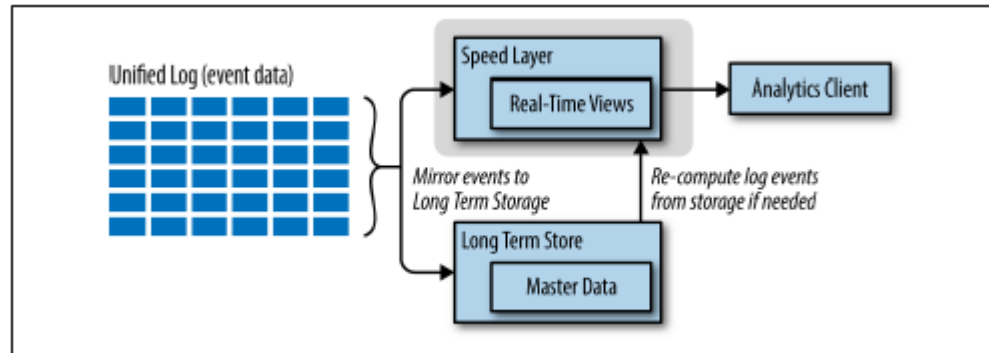 Unified Log (event data)
Speed Layer
Real-Time Views
Analytics Client
Mirror events to
Long Term Storage
Re-compute log events
from storage if needed
Long Term Store
Master Data